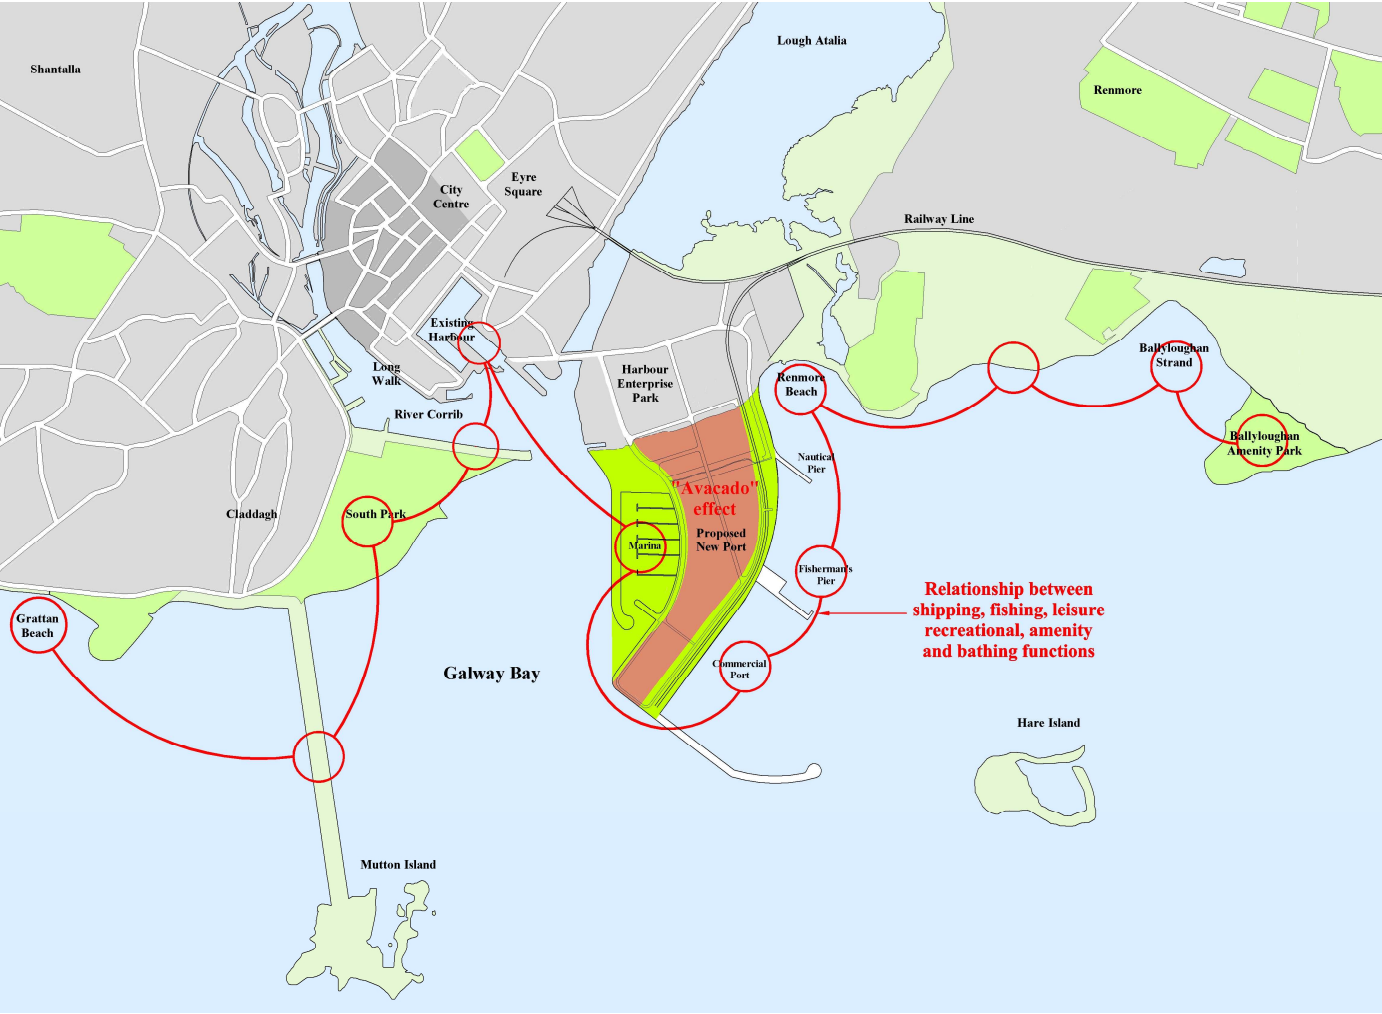 Lough Atalia
Shantalla
Renmore
Eyre
Square
City
Centre
Railway Line
Existing
Harbour
Long
Walk
River Corrib
Harbour
Enterprise
Park
Renmore
Beach
Ballyloughan
Strand
Ballyloughan
Amenity Park
Nautical
Pier
"Avacado"
effect
Proposed
New Port
Marina
Claddagh
South Park
Fisherman's
Pier
Relationship between
shipping, fishing, leisure
recreational, amenity
and bathing functions
Grattan
Beach
Commercial
Port
Galway Bay
Hare Island
Mutton Island